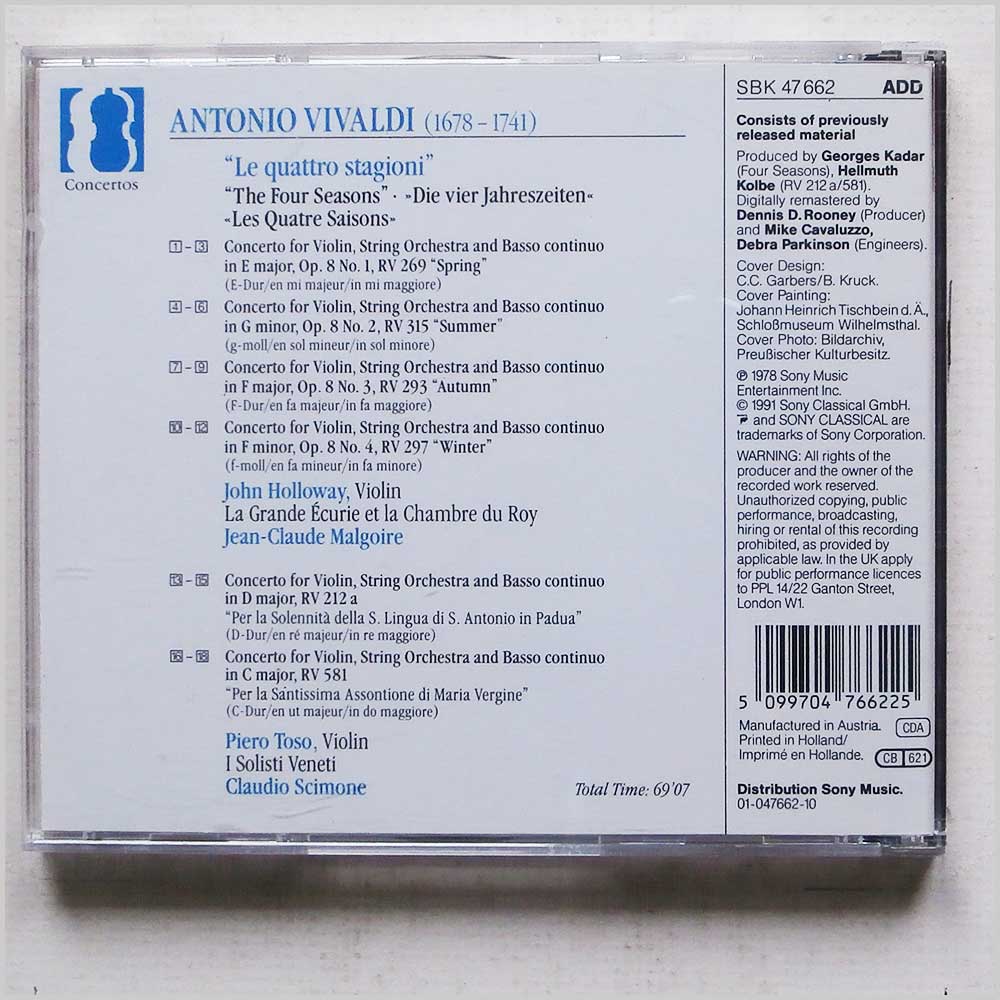 Concertos
ANTONIO VIVALDI (1678–1741)
“Le quattro stagioni”
“The Four Seasons” · »Die vier Jahreszeiten«
«Les Quatre Saisons»
1–3 Concerto for Violin, String Orchestra and Basso continuo
in E major, Op. 8 No. 1, RV 269 “Spring”
(E-Dur/en mi majeur/in mi maggiore)
4–6 Concerto for Violin, String Orchestra and Basso continuo
in G minor, Op. 8 No. 2, RV 315 “Summer”
(g-moll/en sol mineur/in sol minore)
7–9 Concerto for Violin, String Orchestra and Basso continuo
in F major, Op. 8 No. 3, RV 293 “Autumn”
(F-Dur/en fa majeur/in fa maggiore)
10–12 Concerto for Violin, String Orchestra and Basso continuo
in F minor, Op. 8 No. 4, RV 297 “Winter”
(f-moll/en fa mineur/in fa minore)
John Holloway, Violin
La Grande Écurie et la Chambre du Roy
Jean-Claude Malgoire
13–15 Concerto for Violin, String Orchestra and Basso continuo
in D major, RV 212 a
“Per la Solennità della S. Lingua di S. Antonio in Padua”
(D-Dur/en ré majeur/in re maggiore)
16–18 Concerto for Violin, String Orchestra and Basso continuo
in C major, RV 581
“Per la Santissima Assontione di Maria Vergine”
(C-Dur/en ut majeur/in do maggiore)
Piero Toso, Violin
I Solisti Veneti
Claudio Scimone
Total Time: 69'07
SBK 47 662 ADD
Consists of previously
released material
Produced by Georges Kadar
(Four Seasons), Hellmuth
Kolbe (RV 212 a/581).
Digitally remastered by
Dennis D. Rooney (Producer)
and Mike Cavaluzzo,
Debra Parkinson (Engineers).
Cover Design:
C.C. Garbers/B. Kruck.
Cover Painting:
Johann Heinrich Tischbein d. Ä.,
Schloßmuseum Wilhelmsthal.
Cover Photo: Bildarchiv,
Preußischer Kulturbesitz.
℗ 1978 Sony Music
Entertainment Inc.
© 1991 Sony Classical GmbH.
and SONY CLASSICAL are
trademarks of Sony Corporation.
WARNING: All rights of the
producer and the owner of the
recorded work reserved.
Unauthorized copying, public
performance, broadcasting,
hiring or rental of this recording
prohibited, as provided by
applicable law. In the UK apply
for public performance licences
to PPL 14/22 Ganton Street,
London W1.
5 099704 766225
Manufactured in Austria. CDA
Printed in Holland/
Imprimé en Hollande. CB 621
Distribution Sony Music.
01-047662-10